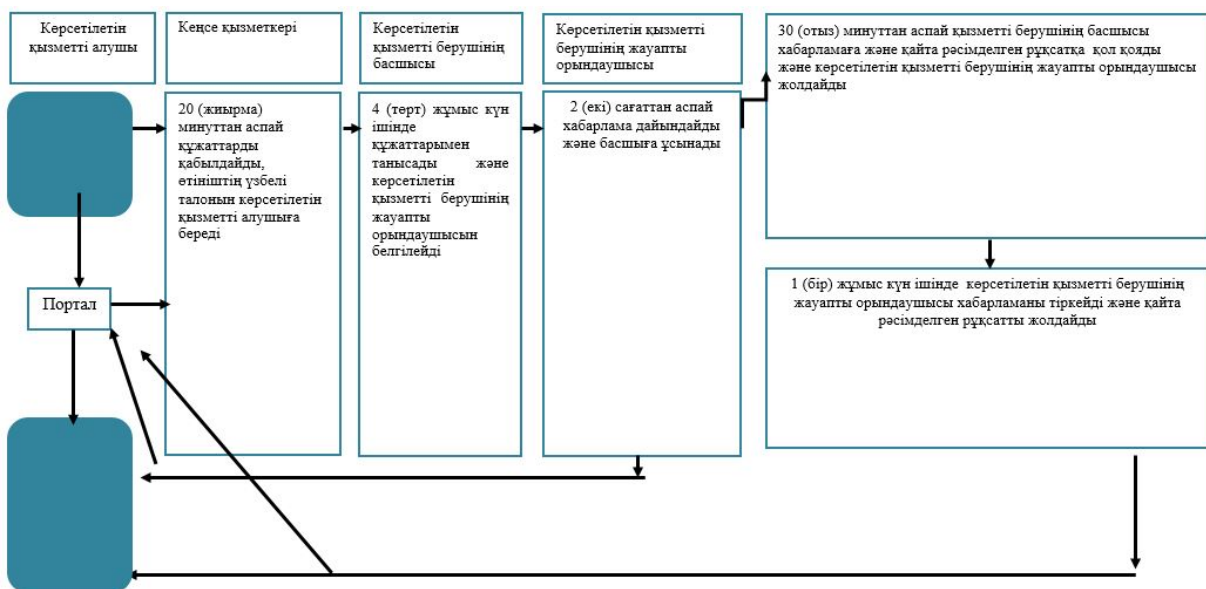 Көрсетілетін
қызметті алушы
Кеңсе қызметкері
Көрсетілетін
қызметті берушінің
басшысы
Көрсетілетін қызметті
берушінің жауапты
орындаушысы
30 (отыз) минуттан аспай қызметті берушінің басшысы
хабарламаға және қайта рәсімделген рұқсатқа қол қояды
және көрсетілетін қызметті берушінің жауапты орындаушысы
жолдайды
20 (жиырма)
минуттан аспай
құжаттарды
қабылдайды,
өтініштің үзбелі
талонын көрсетілетін
қызметті алушыға
береді
4 (төрт) жұмыс күн
ішінде
құжаттарымен
танысады және
көрсетілетін
қызметті берушінің
жауапты
орындаушысын
белгілейді
2 (екі) сағаттан аспай
хабарлама дайындайды
және басшыға ұсынады
Портал
1 (бір) жұмыс күн ішінде көрсетілетін қызметті берушінің
жауапты орындаушысы хабарламаны тіркейді және қайта
рәсімделген рұқсатты жолдайды